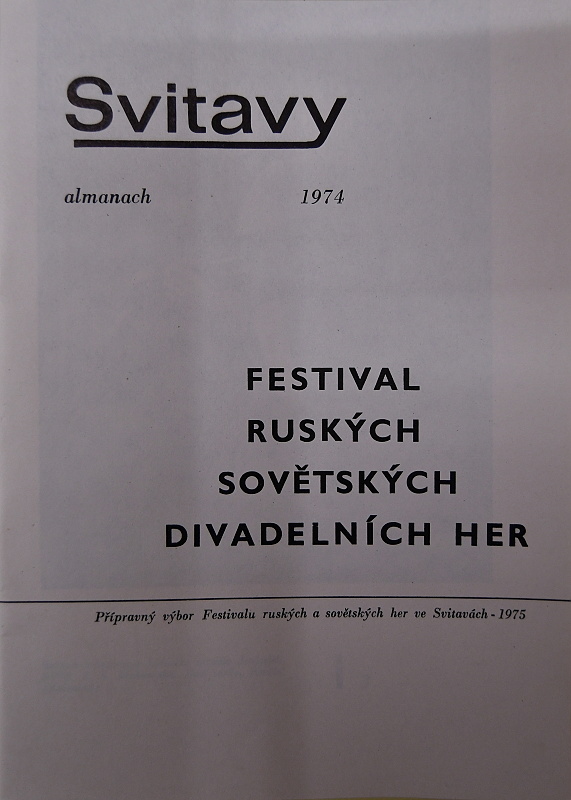 Svitavy
almanach 1974
FESTIVAL
RUSKÝCH
SOVĚTSKÝCH
DIVADELNÍCH HER
Přípravný výbor Festivalu ruských a sovětských her ve Svitavách - 1975